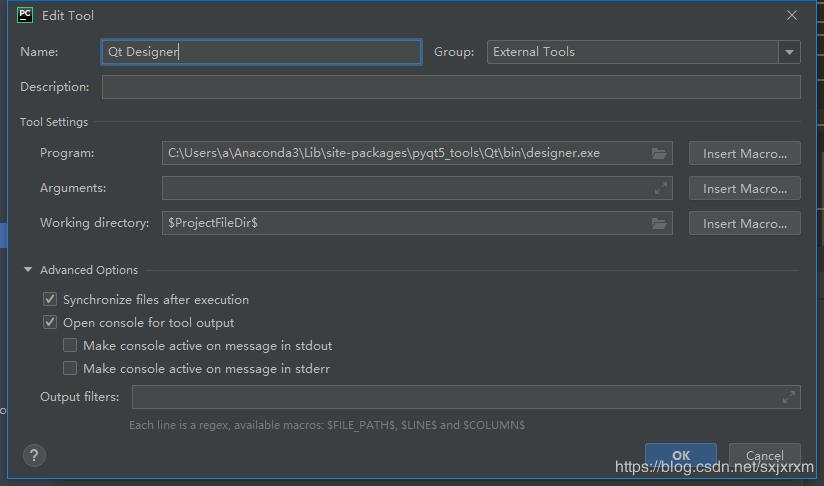 PC Edit Tool
Name: Qt Designer Group: External Tools
Description:
Tool Settings
Program: C:\Users\a\Anaconda3\Lib\site-packages\pyqt5_tools\Qt\bin\designer.exe Insert Macro...
Arguments: Insert Macro...
Working directory: $ProjectFileDir$ Insert Macro...
Advanced Options
Synchronize files after execution
Open console for tool output
Make console active on message in stdout
Make console active on message in stderr
Output filters:
Each line is a regex, available macros: $FILE_PATH$, $LINE$ and $COLUMN$
? OK Cancel
https://blog.csdn.net/sxjxrxm